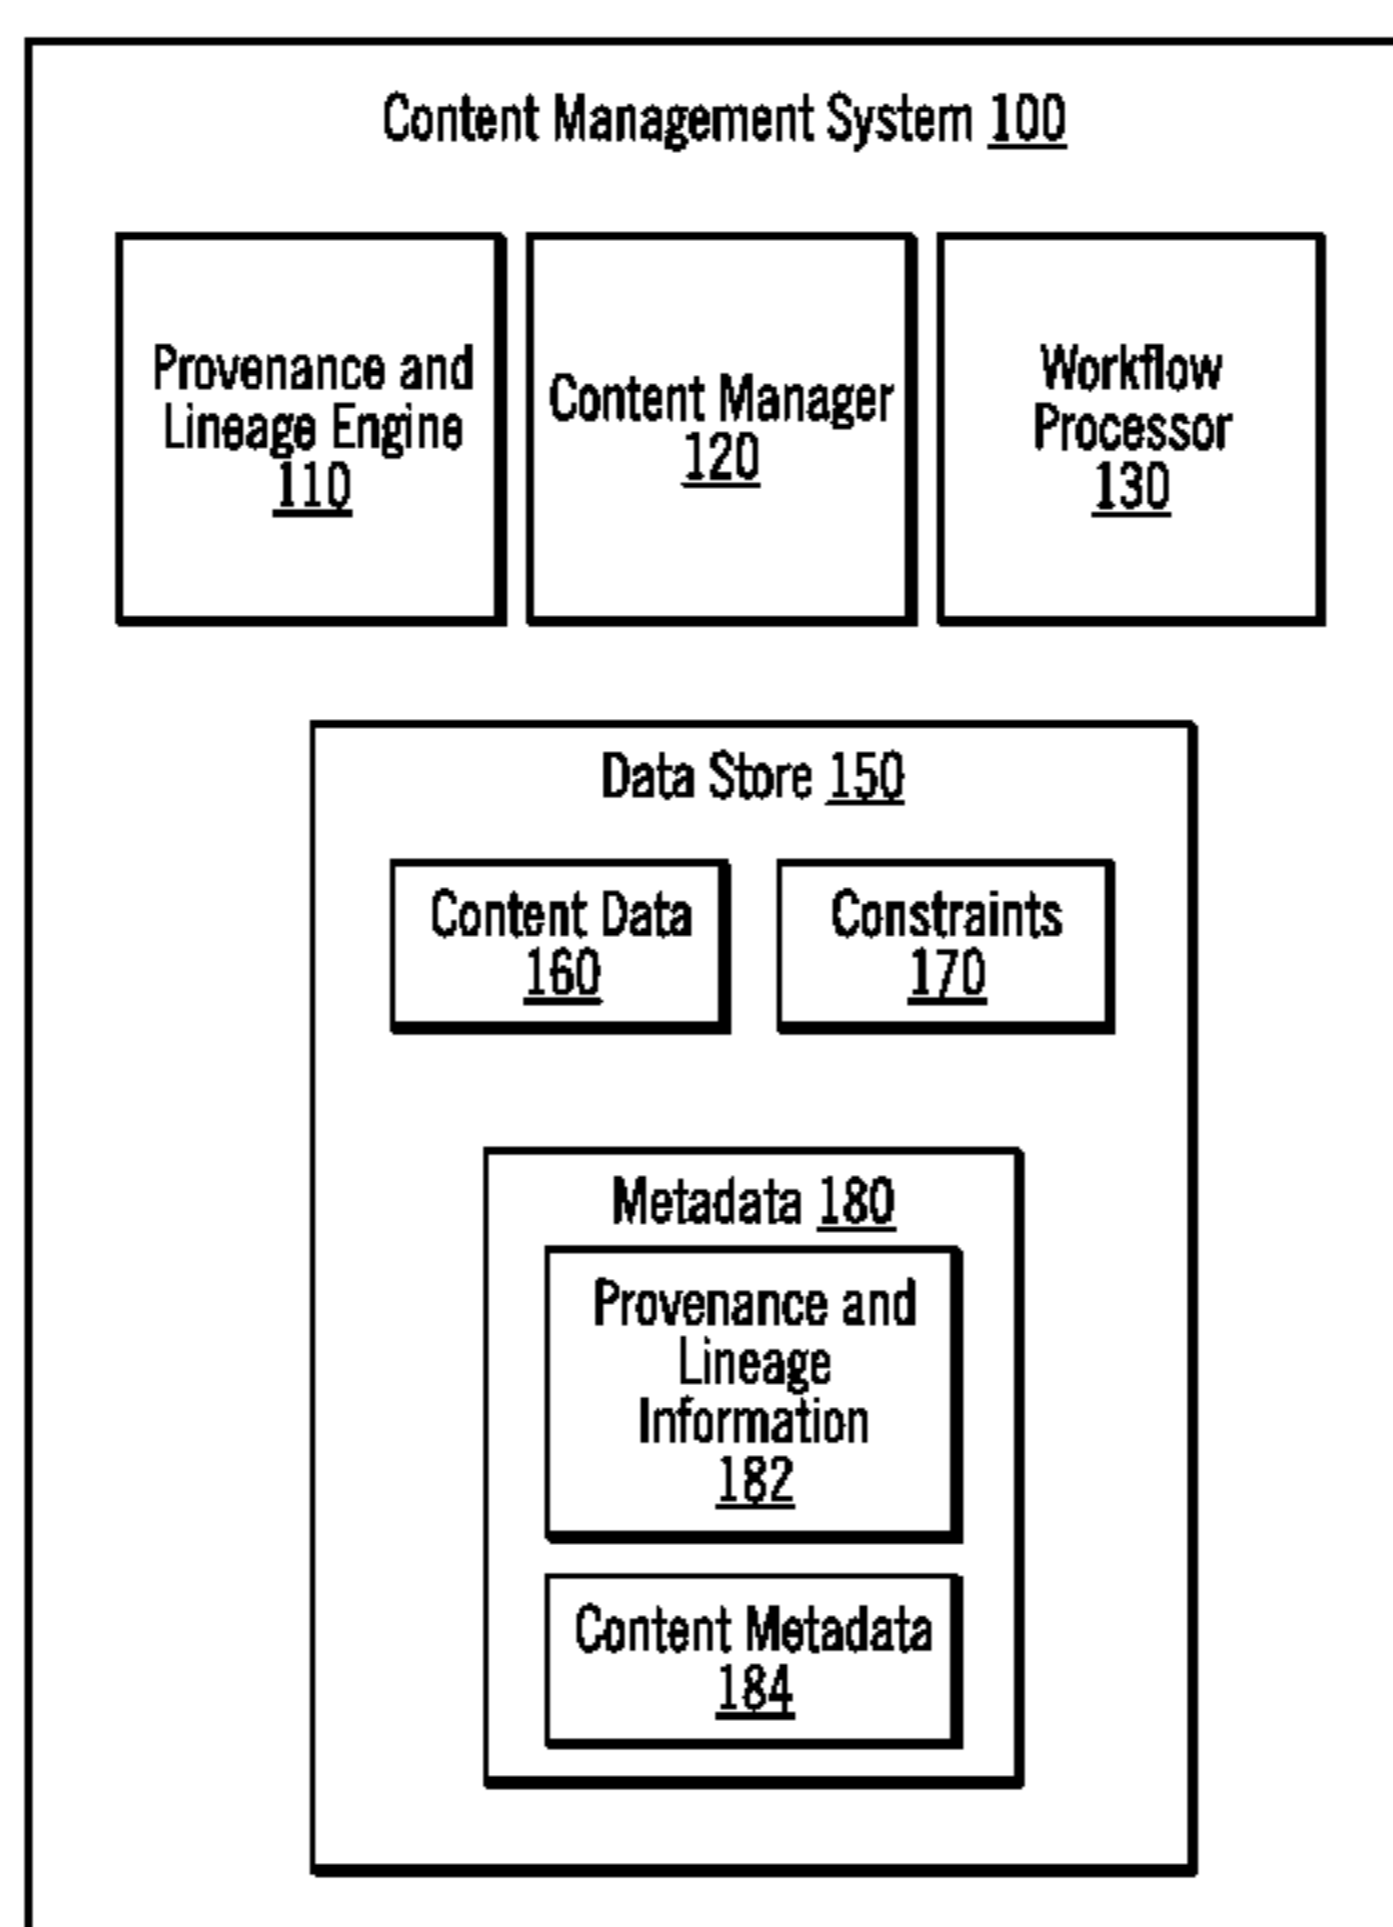 Content Management System 100
Provenance and
Lineage Engine
110
Content Manager
120
Workflow
Processor
130
Data Store 150
Content Data
160
Constraints
170
Metadata 180
Provenance and
Lineage
Information
182
Content Metadata
184